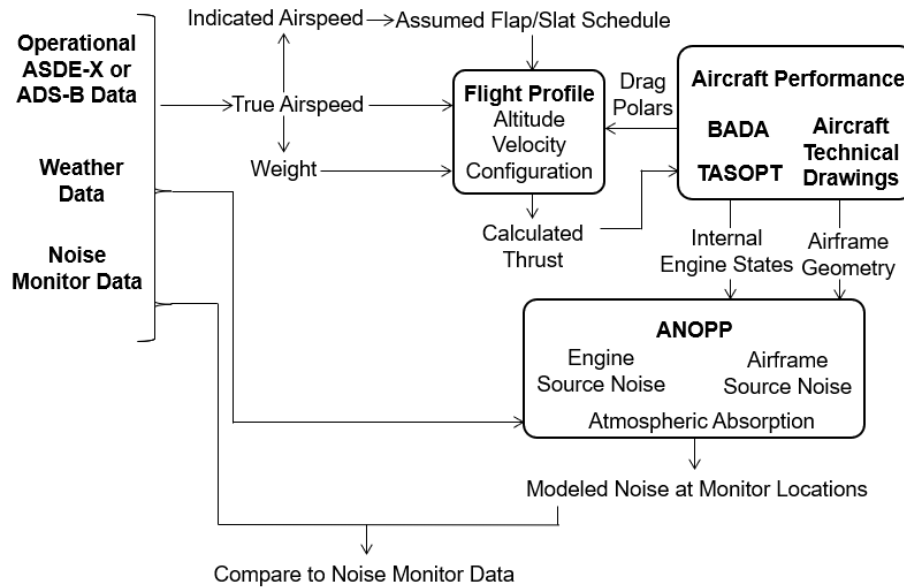 Operational
ASDE-X or
ADS-B Data
Weather
Data
Noise
Monitor Data
Indicated Airspeed
Assumed Flap/Slat Schedule
True Airspeed
Weight
Flight Profile
Altitude
Velocity
Configuration
Drag
Polars
Aircraft Performance
BADA
TASOPT
Aircraft
Technical
Drawings
Calculated
Thrust
Internal
Engine States
Airframe
Geometry
ANOPP
Engine
Source Noise
Airframe
Source Noise
Atmospheric Absorption
Modeled Noise at Monitor Locations
Compare to Noise Monitor Data